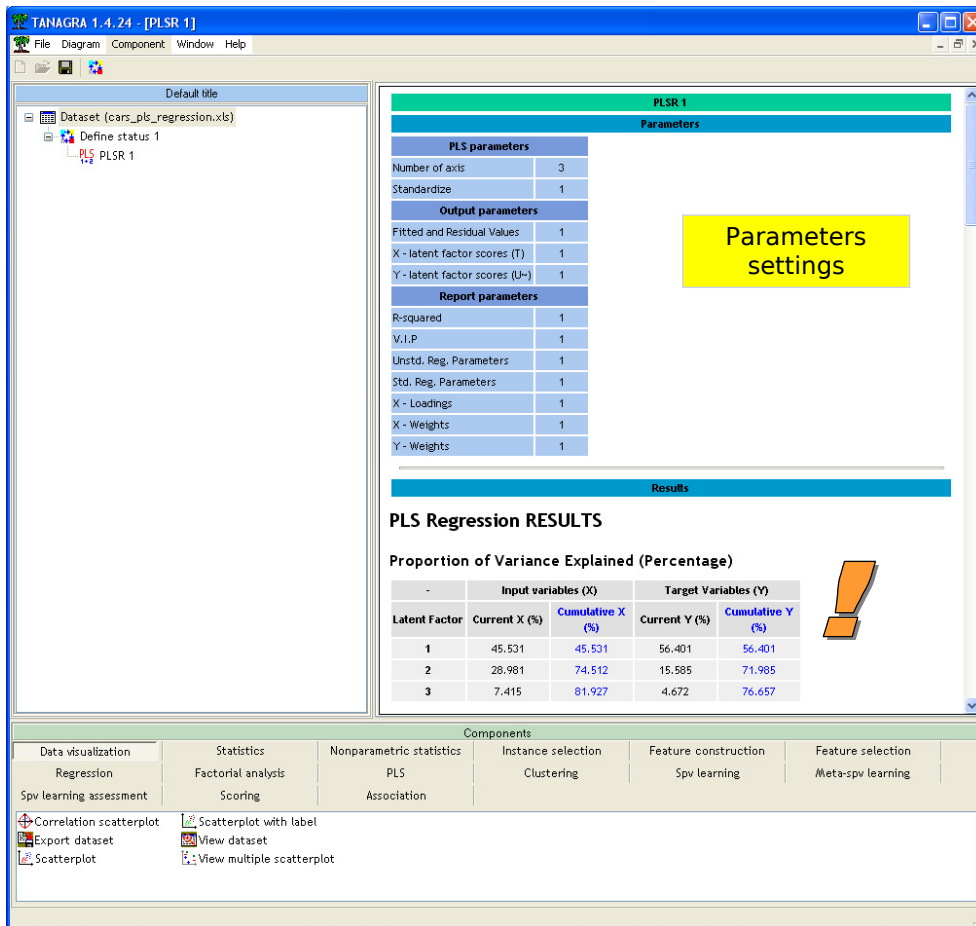 TANAGRA 1.4.24 - [PLSR 1]
File Diagram Component Window Help
Default title
Dataset (cars_pls_regression.xls)
Define status 1
PLS 1+2 PLSR 1
PLSR 1
Parameters
PLS parameters
Number of axis 3
Standardize 1
Output parameters
Fitted and Residual Values 1
X - latent factor scores (T) 1
Y - latent factor scores (U~) 1
Report parameters
R-squared 1
V.I.P 1
Unstd. Reg. Parameters 1
Std. Reg. Parameters 1
X - Loadings 1
X - Weights 1
Y - Weights 1
Parameters
settings
Results
PLS Regression RESULTS
Proportion of Variance Explained (Percentage)
- Input variables (X) Target Variables (Y)
Latent Factor Current X (%) Cumulative X (%) Current Y (%) Cumulative Y (%)
1 45.531 45.531 56.401 56.401
2 28.981 74.512 15.585 71.985
3 7.415 81.927 4.672 76.657
!
Components
Data visualization Statistics Nonparametric statistics Instance selection Feature construction Feature selection
Regression Factorial analysis PLS Clustering Spv learning Meta-spv learning
Spv learning assessment Scoring Association
Correlation scatterplot Scatterplot with label
Export dataset View dataset
Scatterplot View multiple scatterplot